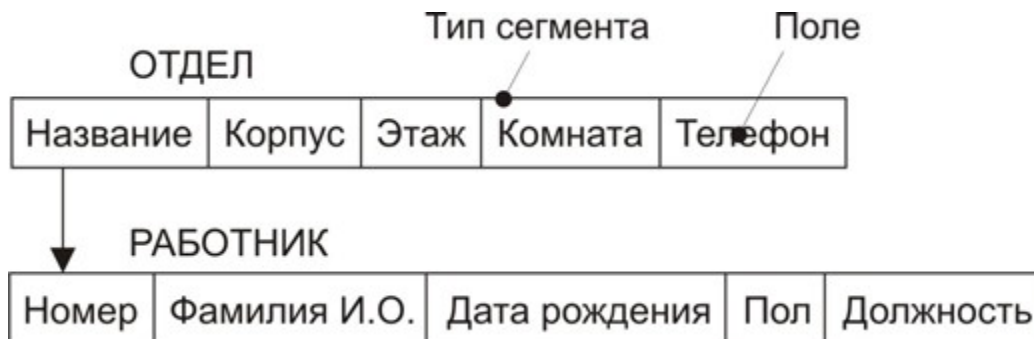 Тип сегмента Поле
ОТДЕЛ
Название Корпус Этаж Комната Телефон
РАБОТНИК
Номер Фамилия И.О. Дата рождения Пол Должность